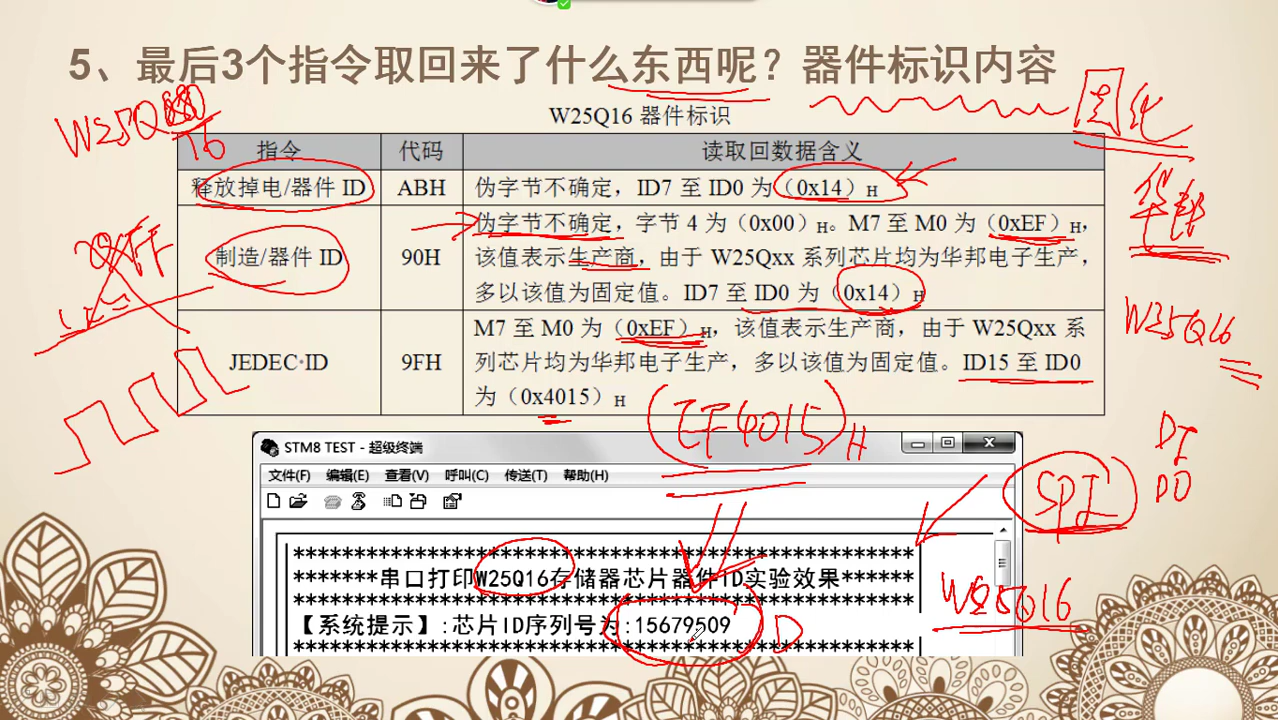 5、最后3个指令取回来了什么东西呢？器件标识内容
固化
W25Q16 器件标识
W25Q
16
指令 代码 读取回数据含义
释放掉电/器件 ID ABH 伪字节不确定，ID7 至 ID0 为（0x14）H
华邦
制造/器件 ID 90H 伪字节不确定，字节 4 为（0x00）H。M7 至 M0 为（0xEF）H，
该值表示生产商，由于 W25Qxx 系列芯片均为华邦电子生产，
多以该值为固定值。ID7 至 ID0 为（0x14）H
W25Q16
JEDEC·ID 9FH M7 至 M0 为（0xEF）H，该值表示生产商，由于 W25Qxx 系
列芯片均为华邦电子生产，多以该值为固定值。ID15 至 ID0
为（0x4015）H
(EF4015)H
DI
DO
SPI
STM8 TEST - 超级终端
文件(F) 编辑(E) 查看(V) 呼叫(C) 传送(T) 帮助(H)
***************************************************
*******串口打印W25Q16存储器芯片器件ID实验效果******
***************************************************
W25Q16
【系统提示】:芯片ID序列号为:15679509
D
***************************************************